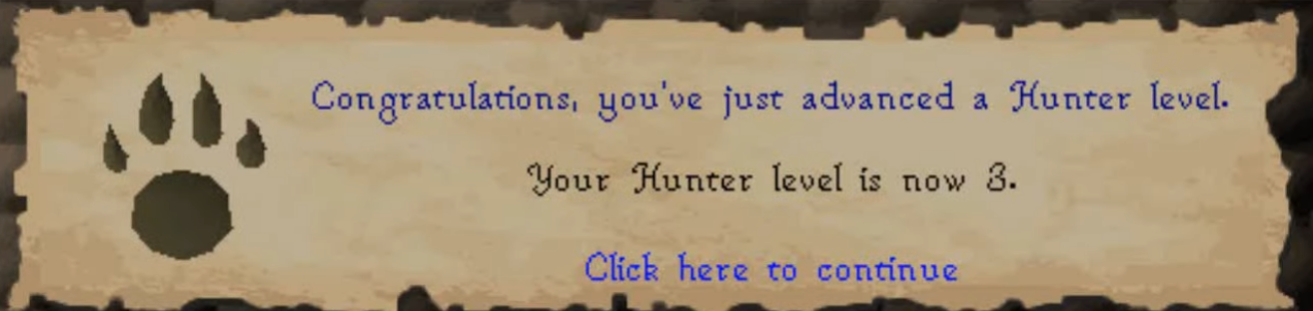 Congratulations, you've just advanced a Hunter level.
Your Hunter level is now 3.
Click here to continue